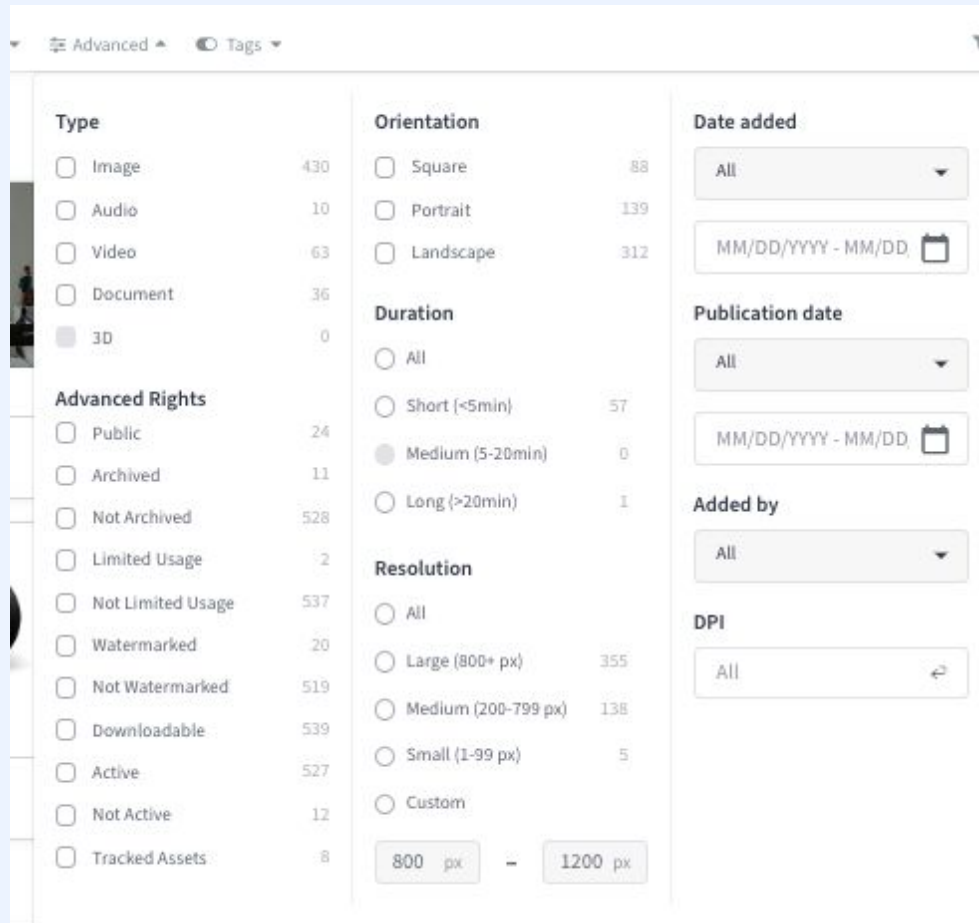 Advanced
Tags
Type
Image 430
Audio 10
Video 63
Document 36
3D 0
Advanced Rights
Public 24
Archived 11
Not Archived 528
Limited Usage 2
Not Limited Usage 537
Watermarked 20
Not Watermarked 519
Downloadable 539
Active 527
Not Active 12
Tracked Assets 8
Orientation
Square 88
Portrait 139
Landscape 312
Duration
All
Short (<5min) 57
Medium (5-20min) 0
Long (>20min) 1
Resolution
All
Large (800+ px) 355
Medium (200-799 px) 138
Small (1-99 px) 5
Custom
800 px – 1200 px
Date added
All
MM/DD/YYYY - MM/DD
Publication date
All
MM/DD/YYYY - MM/DD
Added by
All
DPI
All